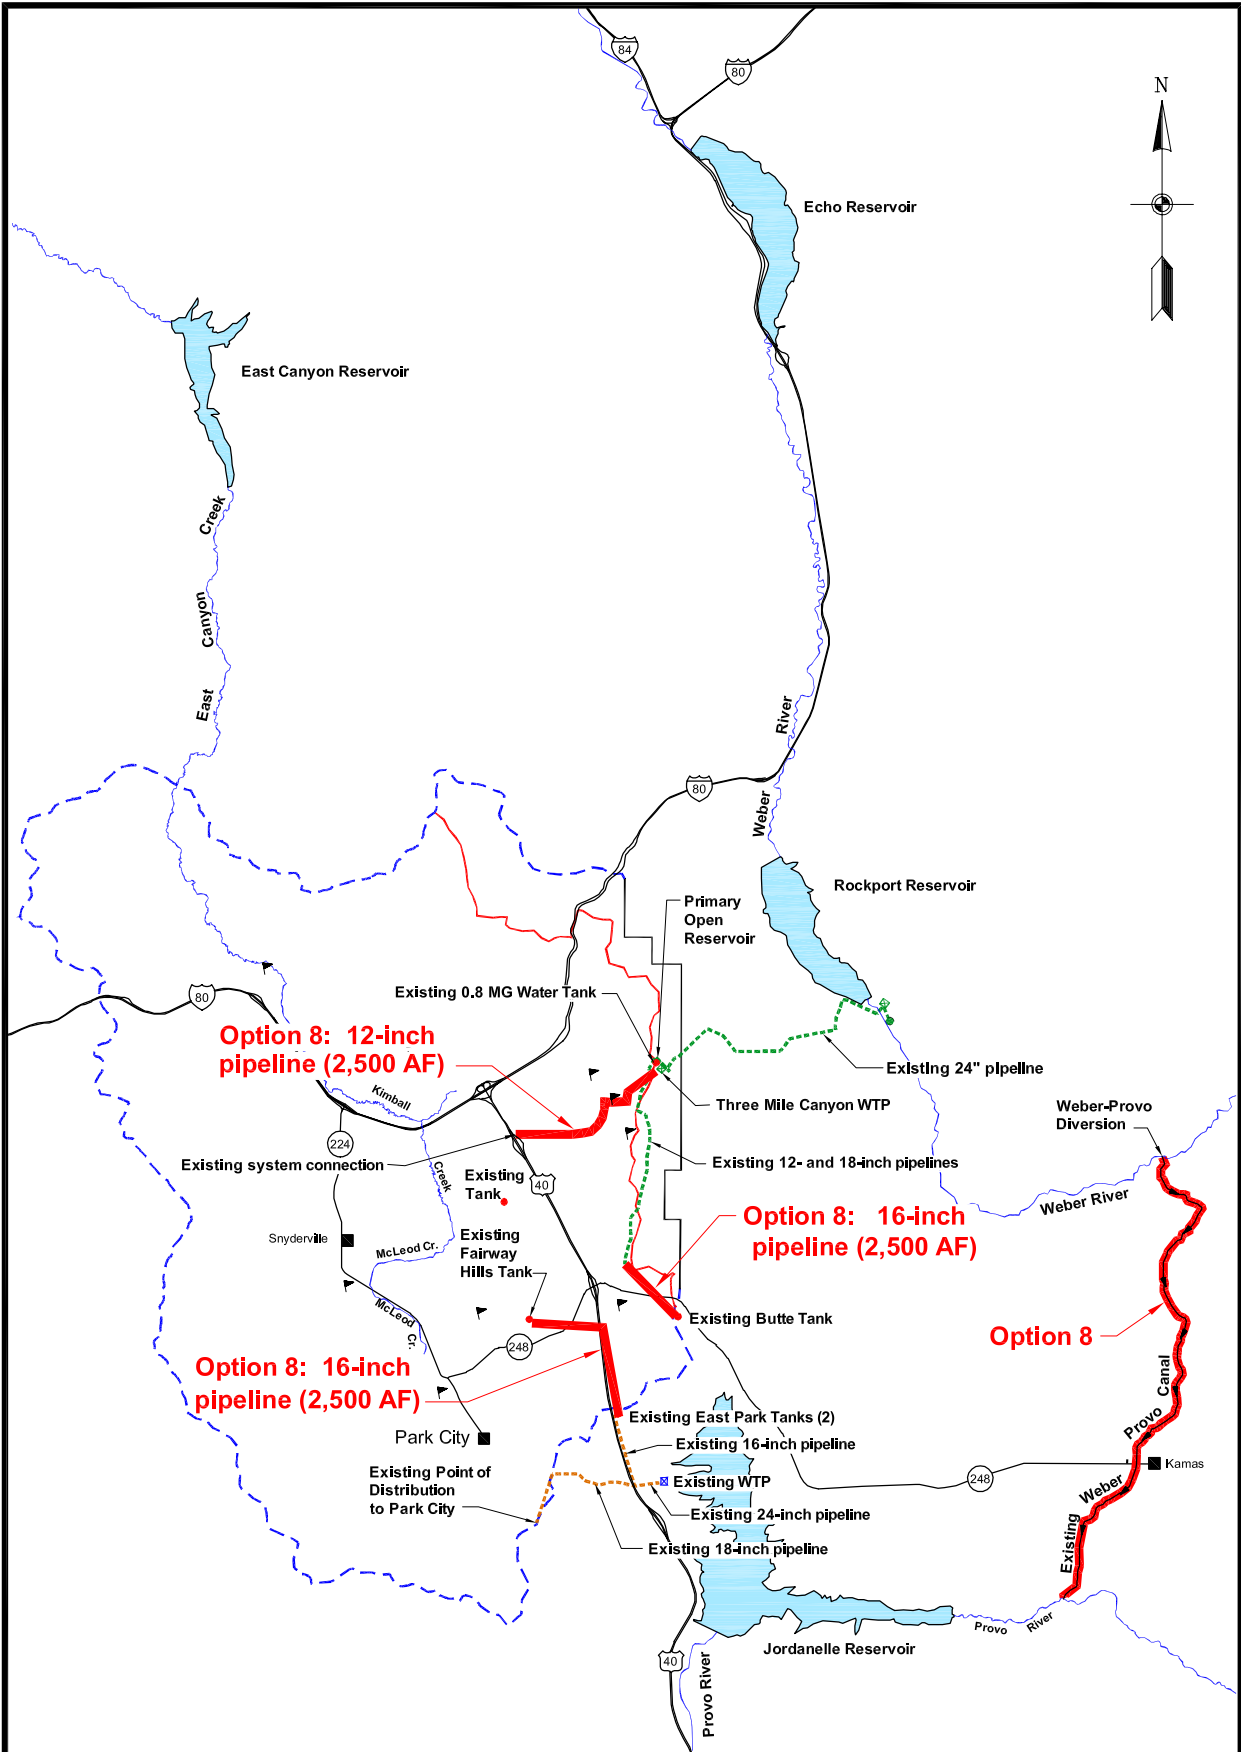 84
80
N
Echo Reservoir
East Canyon Reservoir
East Canyon Creek
Weber River
80
Rockport Reservoir
Primary
Open
Reservoir
Existing 0.8 MG Water Tank
80
Option 8: 12-inch
pipeline (2,500 AF)
Existing 24" pipeline
Kimball
Creek
Three Mile Canyon WTP
Weber-Provo
Diversion
224
Existing system connection
Existing 12- and 18-inch pipelines
Existing
Tank
40
Weber River
Option 8: 16-inch
pipeline (2,500 AF)
Snyderville
McLeod Cr.
Existing
Fairway
Hills Tank
McLeod
Cr.
Existing Butte Tank
Option 8
248
Option 8: 16-inch
pipeline (2,500 AF)
Existing East Park Tanks (2)
Park City
Existing 16-inch pipeline
Existing Weber Provo Canal
Kamas
Existing Point of
Distribution
to Park City
Existing WTP
248
Existing 24-inch pipeline
Existing 18-inch pipeline
Provo River
Jordanelle Reservoir
40
Provo River